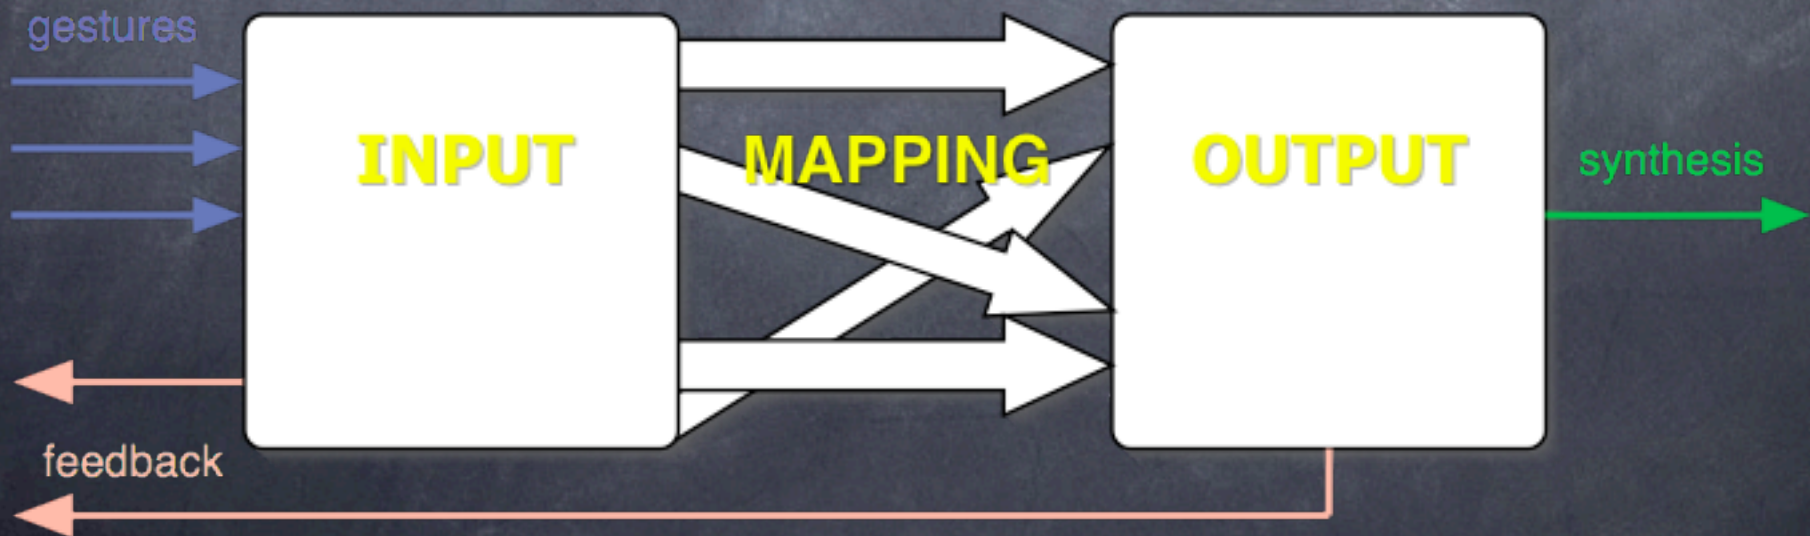 gestures
INPUT
MAPPING
OUTPUT
synthesis
feedback